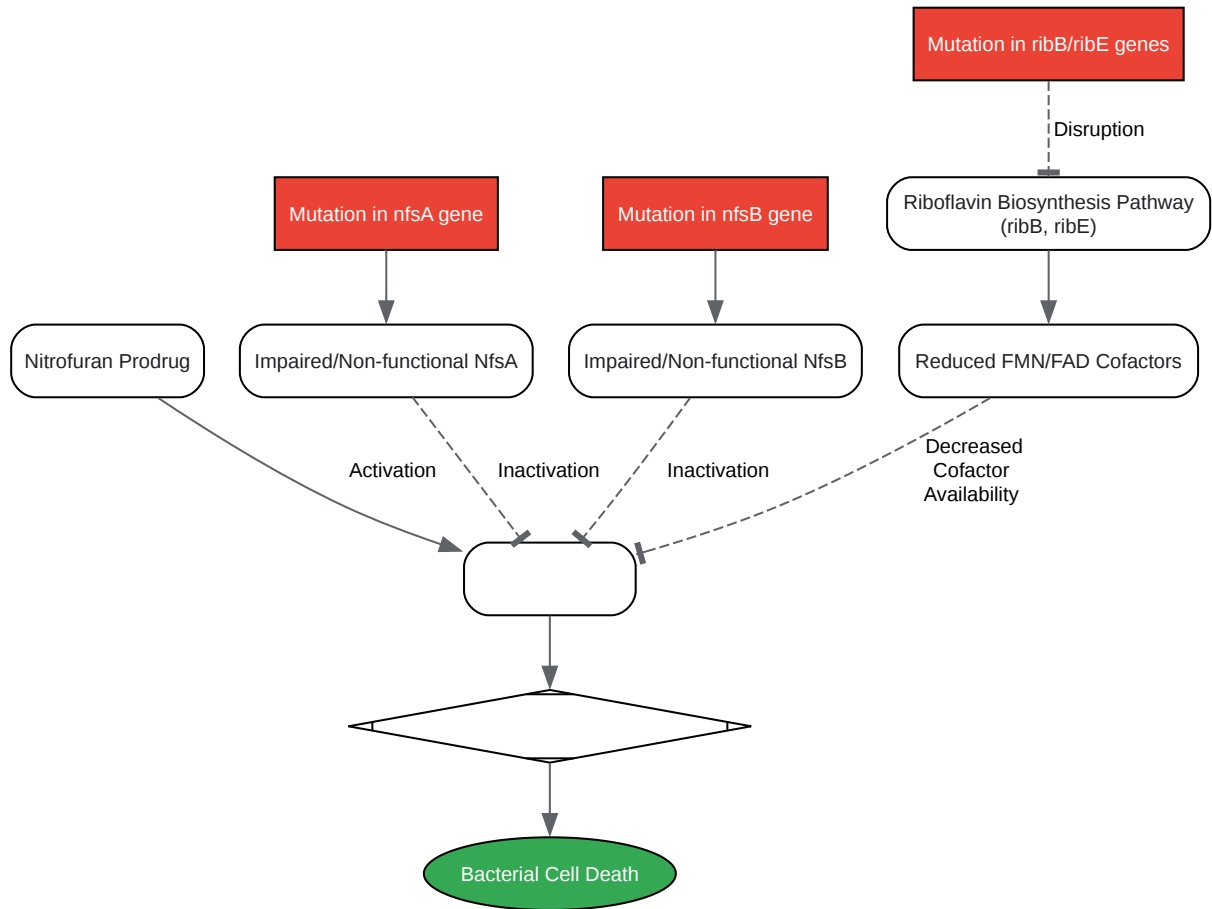 Mutation in ribB/ribE genes
Disruption
Mutation in nfsA gene
Mutation in nfsB gene
Riboflavin Biosynthesis Pathway
(ribB, ribE)
Nitrofuran Prodrug
Impaired/Non-functional NfsA
Impaired/Non-functional NfsB
Reduced FMN/FAD Cofactors
Activation
Inactivation
Inactivation
Decreased
Cofactor
Availability
Bacterial Cell Death